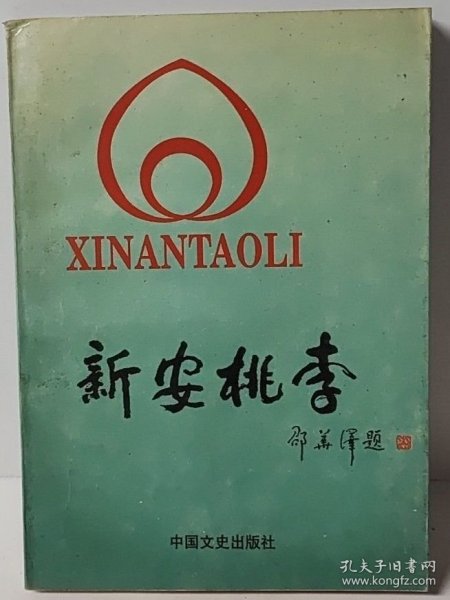 XINANTAOLI
新安桃李
邵华泽题
中国文史出版社
孔夫子旧书网
www.kongfz.com